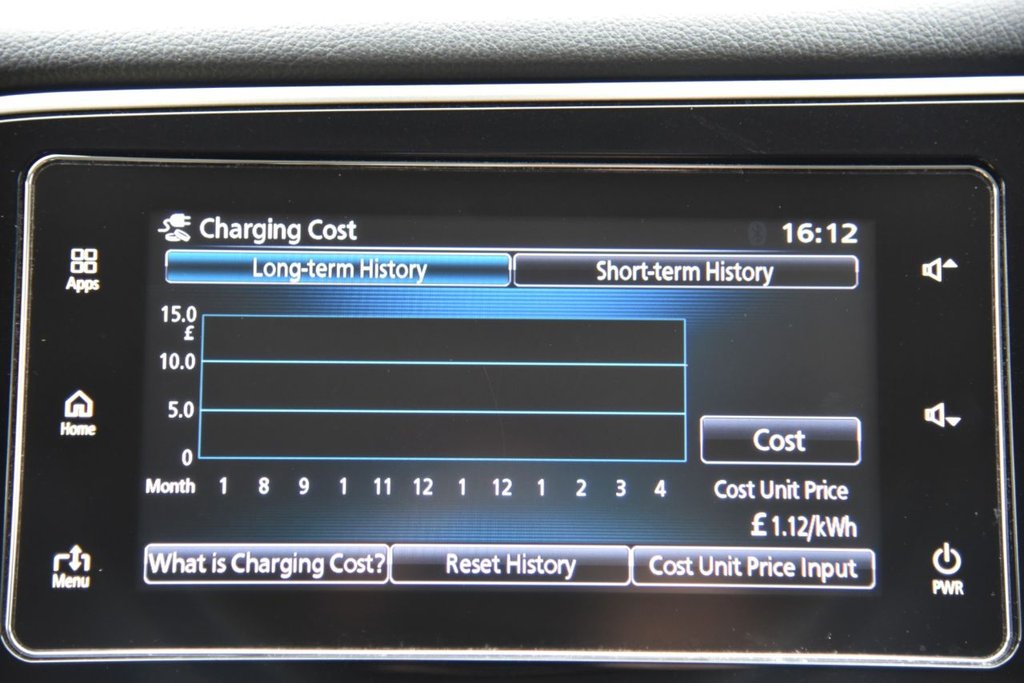 Charging Cost 16:12
Long-term History Short-term History
Apps
15.0
£
10.0
5.0
0
Home
Cost
Month 1 8 9 1 11 12 1 12 1 2 3 4
Cost Unit Price
£1.12/kWh
What is Charging Cost? Reset History Cost Unit Price Input
Menu
PWR